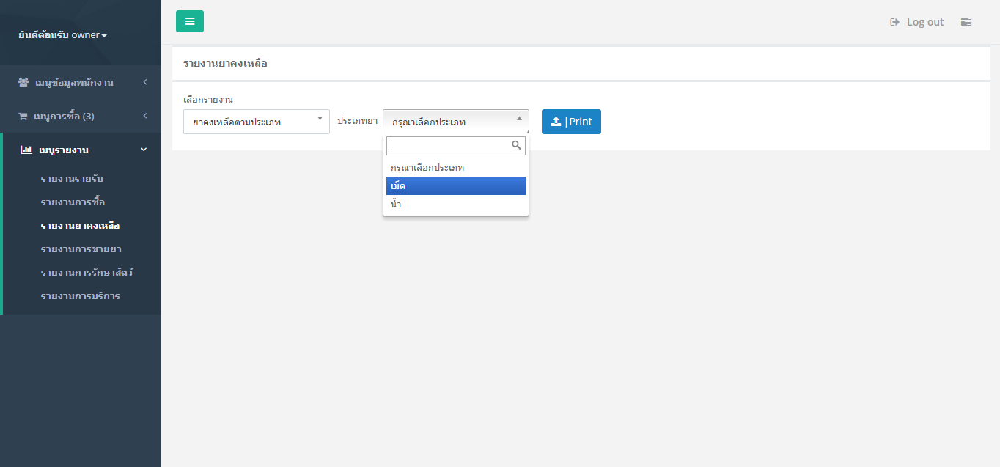 ยินดีต้อนรับ owner
Log out
เมนูข้อมูลพนักงาน
เมนูการซื้อ (3)
เมนูรายงาน
รายงานรายรับ
รายงานการซื้อ
รายงานยาคงเหลือ
รายงานการขายยา
รายงานการรักษาสัตว์
รายงานการบริการ
รายงานยาคงเหลือ
เลือกรายงาน
ยาคงเหลือตามประเภท ประเภทยา กรุณาเลือกประเภท |Print
กรุณาเลือกประเภท
เม็ด
น้ำ